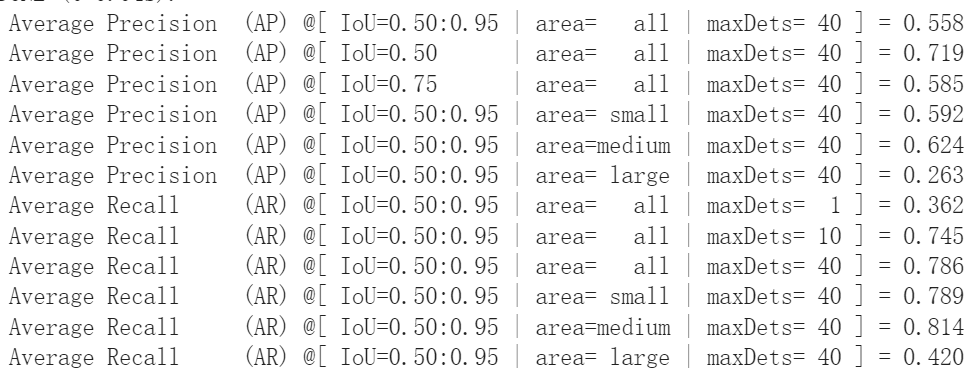 Average Precision  (AP) @[ IoU=0.50:0.95 | area=   all | maxDets= 40 ] = 0.558
Average Precision  (AP) @[ IoU=0.50      | area=   all | maxDets= 40 ] = 0.719
Average Precision  (AP) @[ IoU=0.75      | area=   all | maxDets= 40 ] = 0.585
Average Precision  (AP) @[ IoU=0.50:0.95 | area= small | maxDets= 40 ] = 0.592
Average Precision  (AP) @[ IoU=0.50:0.95 | area=medium | maxDets= 40 ] = 0.624
Average Precision  (AP) @[ IoU=0.50:0.95 | area= large | maxDets= 40 ] = 0.263
Average Recall     (AR) @[ IoU=0.50:0.95 | area=   all | maxDets=  1 ] = 0.362
Average Recall     (AR) @[ IoU=0.50:0.95 | area=   all | maxDets= 10 ] = 0.745
Average Recall     (AR) @[ IoU=0.50:0.95 | area=   all | maxDets= 40 ] = 0.786
Average Recall     (AR) @[ IoU=0.50:0.95 | area= small | maxDets= 40 ] = 0.789
Average Recall     (AR) @[ IoU=0.50:0.95 | area=medium | maxDets= 40 ] = 0.814
Average Recall     (AR) @[ IoU=0.50:0.95 | area= large | maxDets= 40 ] = 0.420